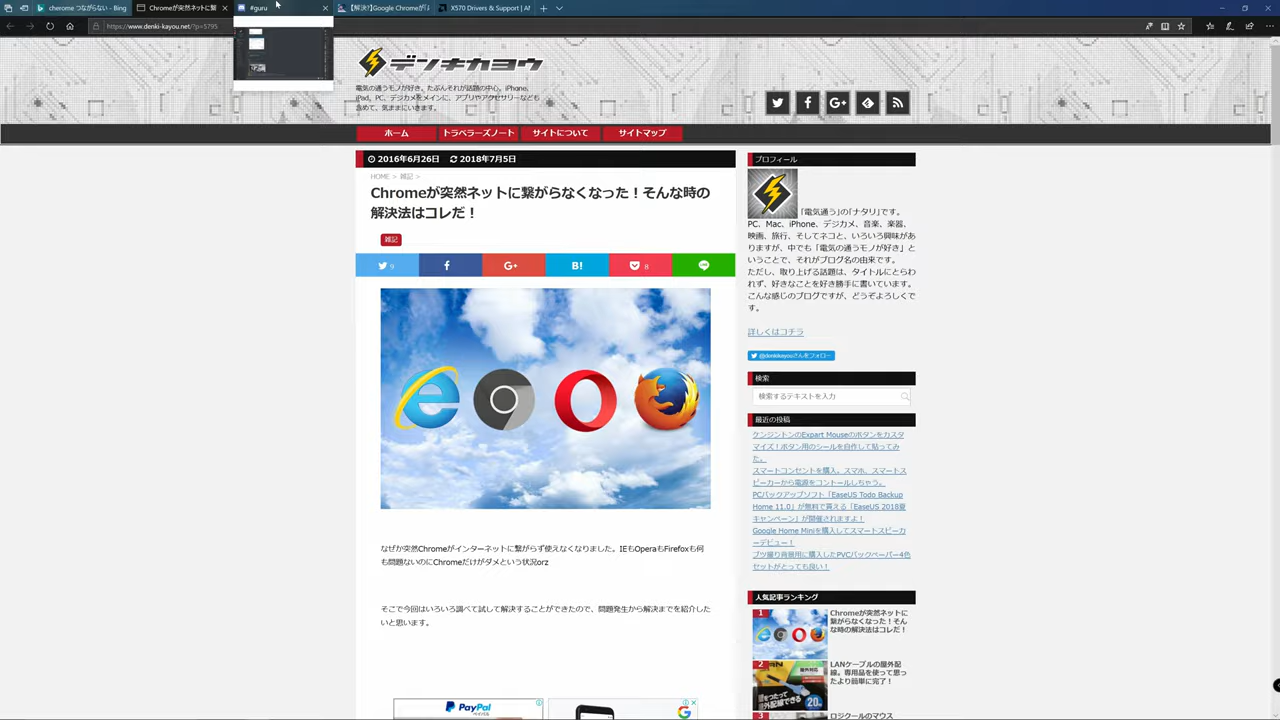 chrome つながらない - Bing
Chromeが突然ネットに繋がらな
#guru
【解決?】Google Chromeが
X570 Drivers & Support | AM
https://www.denki-kayou.net/?p=5795
デンキカヨウ
電気の通うモノが好き。たぶんそれが話題の中心。iPhone、
iPad、PC、デジカメをメインに、アプリやアクセサリーなども
含めて、気ままにいきます。
ホーム
トラベラーズノート
サイトについて
サイトマップ
2016年6月26日 2018年7月5日
HOME > 雑記 >
Chromeが突然ネットに繋がらなくなった！そんな時の
解決法はコレだ！
雑記
9
B!
8
なぜか突然Chromeがインターネットに繋がらず使えなくなりました。IEもOperaもFirefoxも何
も問題ないのにChromeだけがダメという状況orz
そこで今回はいろいろ調べて試して解決することができたので、問題発生から解決までを紹介した
いと思います。
PayPal
プロフィール
「電気通う」の「ナタリ」です。
PC、Mac、iPhone、デジカメ、音楽、楽器、
映画、旅行、そしてネコと、いろいろ興味があ
りますが、中でも「電気の通うモノが好き」と
いうことで、それがブログ名の由来です。
ただし、取り上げる話題は、タイトルにとらわ
れず、好きなことを好き勝手に書いています。
こんな感じのブログですが、どうぞよろしくで
す。
詳しくはコチラ
@denkikayouさんをフォロー
検索
検索するテキストを入力
最近の投稿
ケンジントンのExpart Mouseのボタンをカスタ
マイズ！ボタン用のシールを自作して貼ってみ
た。
スマートコンセントを購入。スマホ、スマートス
ピーカーから電源をコントールしちゃう。
PCバックアップソフト「EaseUS Todo Backup
Home 11.0」が無料で貰える「EaseUS 2018夏
キャンペーン」が開催されますよ！
Google Home Miniを購入してスマートスピーカ
ーデビュー！
ブツ撮り背景用に購入したPVCバックペーパー4色
セットがとっても良い！
人気記事ランキング
1
Chromeが突然ネットに
繋がらなくなった！そん
な時の解決法はコレだ！
2
LANケーブルの屋外配
線。専用品を使って思っ
たより簡単に完了！
3
ロジクールのマウス